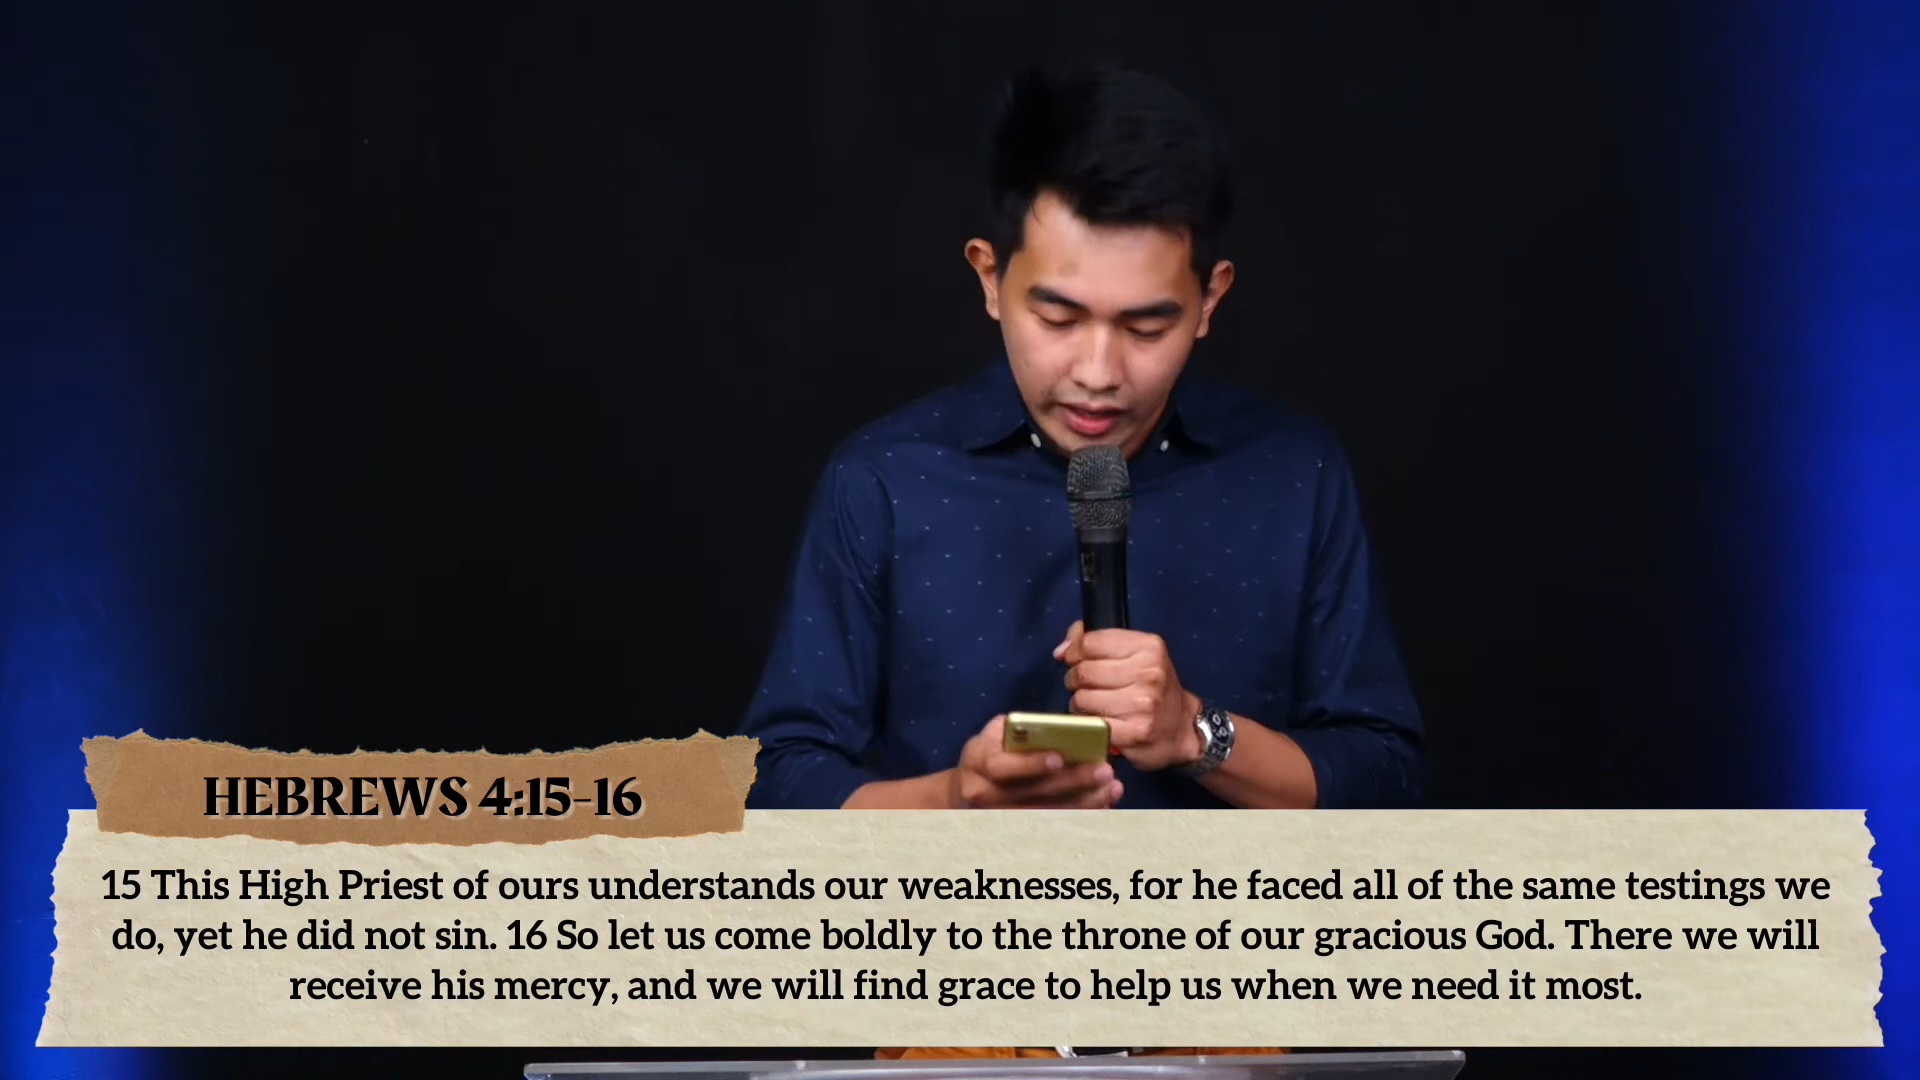 HEBREWS 4:15-16
15 This High Priest of ours understands our weaknesses, for he faced all of the same testings we
do, yet he did not sin. 16 So let us come boldly to the throne of our gracious God. There we will
receive his mercy, and we will find grace to help us when we need it most.